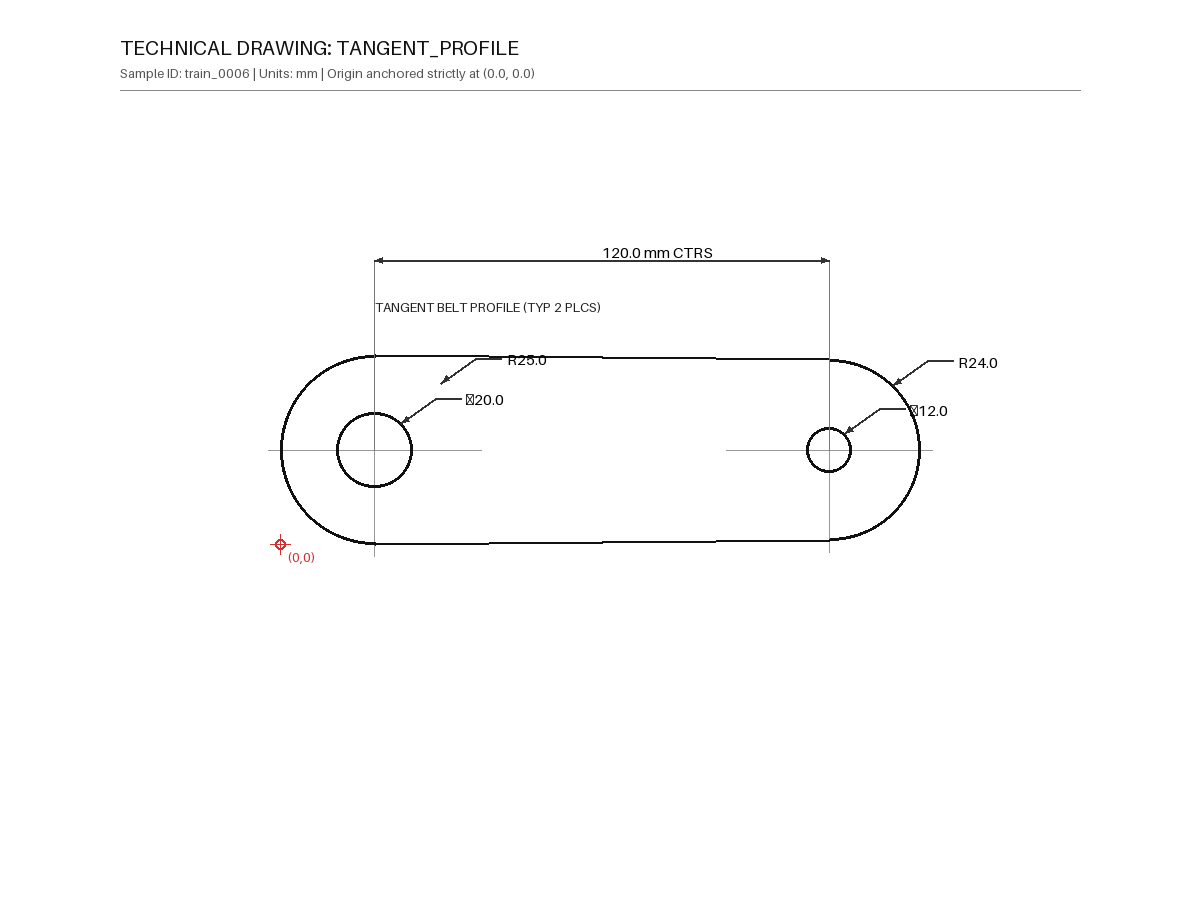 TECHNICAL DRAWING: TANGENT_PROFILE
Sample ID: train_0006 | Units: mm | Origin anchored strictly at (0.0, 0.0)
120.0 mm CTRS
TANGENT BELT PROFILE (TYP 2 PLCS)
R25.0
R24.0
20.0
12.0
(0,0)